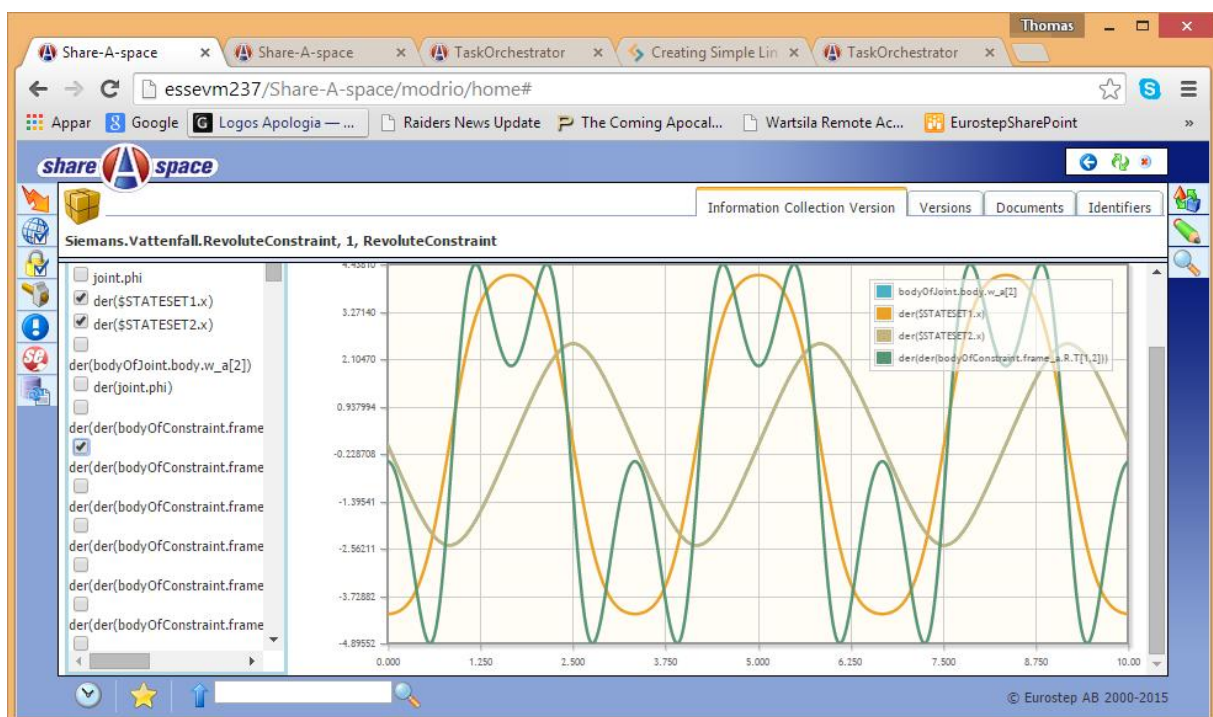 Thomas
Share-A-space
Share-A-space
TaskOrchestrator
Creating Simple Lin
TaskOrchestrator
essevm237/Share-A-space/modrio/home#
Appar
Google
Logos Apologia — ...
Raiders News Update
The Coming Apocal...
Wartsila Remote Ac...
EurostepSharePoint
»
share A space
Information Collection Version
Versions
Documents
Identifiers
Siemans.Vattenfall.RevoluteConstraint, 1, RevoluteConstraint
joint.phi
der($STATESET1.x)
der($STATESET2.x)
der(bodyOfJoint.body.w_a[2])
der(joint.phi)
der(der(bodyOfConstraint.frame
der(der(bodyOfConstraint.frame
der(der(bodyOfConstraint.frame
der(der(bodyOfConstraint.frame
der(der(bodyOfConstraint.frame
4.43810
3.27140
2.10470
0.937994
-0.228708
-1.39541
-2.56211
-3.72882
-4.89552
bodyOfJoint.body.w_a[2]
der($STATESET1.x)
der($STATESET2.x)
der(der(bodyOfConstraint.frame_a.R.T[1,2]))
0.000
1.250
2.500
3.750
5.000
6.250
7.500
8.750
10.00
© Eurostep AB 2000-2015